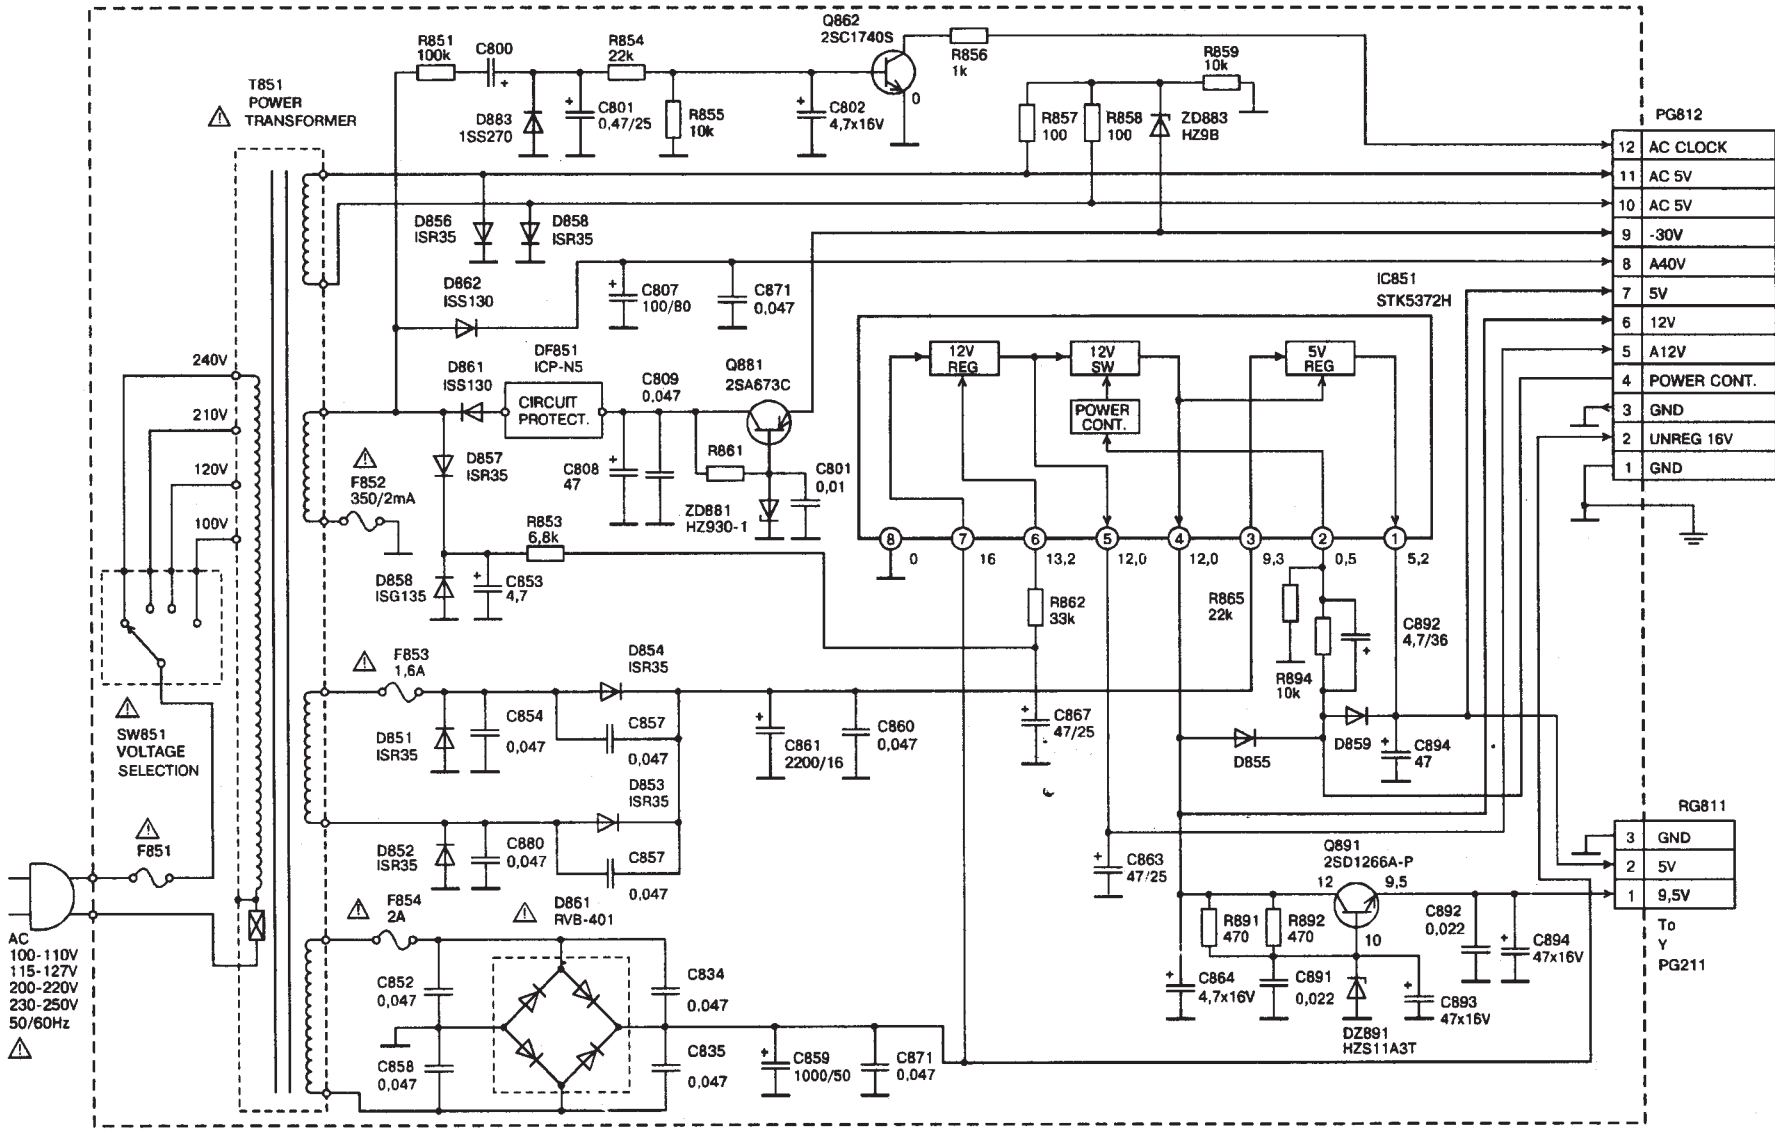 Q862
2SC1740S
R851
100k
C800
+
R854
22k
R856
1k
R859
10k
T851
POWER
TRANSFORMER
D883
1SS270
+
C801
0,47/25
R855
10k
+
C802
4,7x16V
0
R857
100
R858
100
ZD883
HZ9B
PG812
12 AC CLOCK
11 AC 5V
10 AC 5V
9 -30V
8 A40V
7 5V
6 12V
5 A12V
4 POWER CONT.
3 GND
2 UNREG 16V
1 GND
D856
ISR35
D858
ISR35
D862
ISS130
+
C807
100/80
C871
0,047
IC851
STK5372H
12V
REG
12V
SW
5V
REG
POWER
CONT.
240V
210V
120V
100V
D861
ISS130
DF851
ICP-N5
CIRCUIT
PROTECT.
C809
0,047
Q881
2SA673C
D857
ISR35
F852
350/2mA
+
C808
47
R861
ZD881
HZ930-1
C801
0,01
R853
6,8k
8
0
7
16
6
13,2
5
12,0
4
12,0
3
9,3
2
0,5
1
5,2
D858
ISG135
+
C853
4,7
R862
33k
R865
22k
C892
4,7/36
+
R894
10k
F853
1,6A
D854
ISR35
SW851
VOLTAGE
SELECTION
D851
ISR35
C854
0,047
C857
0,047
+
C861
2200/16
C860
0,047
+
C867
47/25
D855
D859
+
C894
47
D853
ISR35
F851
D852
ISR35
C880
0,047
C857
0,047
+
C863
47/25
Q891
2SD1266A-P
12
9,5
10
RG811
3 GND
2 5V
1 9,5V
To
Y
PG211
F854
2A
D861
RVB-401
R891
470
R892
470
C892
0,022
+
C894
47x16V
AC
100-110V
115-127V
200-220V
230-250V
50/60Hz
C852
0,047
C834
0,047
+
C864
4,7x16V
C891
0,022
DZ891
HZS11A3T
+
C893
47x16V
C858
0,047
C835
0,047
+
C859
1000/50
C871
0,047